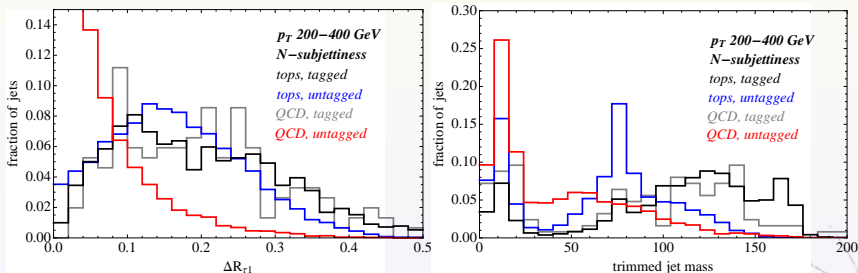 0.14
0.12
0.10
0.08
0.06
0.04
0.02
0.00
fraction of jets
p_T 200−400 GeV
N−subjettiness
tops, tagged
tops, untagged
QCD, tagged
QCD, untagged
0.0 0.1 0.2 0.3 0.4 0.5
ΔR_τ1
0.30
0.25
0.20
0.15
0.10
0.05
0.00
fraction of jets
p_T 200−400 GeV
N−subjettiness
tops, tagged
tops, untagged
QCD, tagged
QCD, untagged
0 50 100 150 200
trimmed jet mass